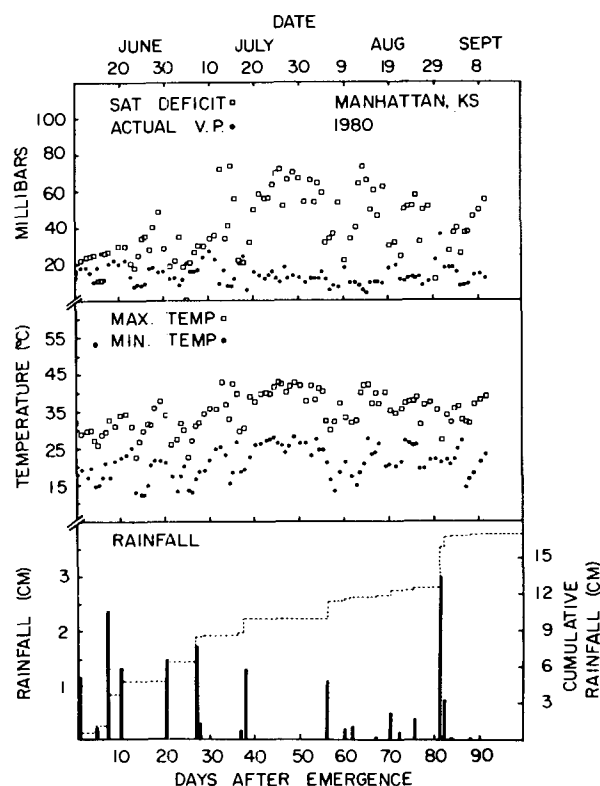 DATE
JUNE JULY AUG SEPT
20 30 10 20 30 9 19 29 8
SAT DEFICIT
ACTUAL V.P.
MANHATTAN, KS
1980
MILLIBARS
100
80
60
40
20
MAX. TEMP
MIN. TEMP
TEMPERATURE (°C)
55
45
35
25
15
RAINFALL
RAINFALL (CM)
3
2
1
CUMULATIVE
RAINFALL (CM)
15
12
9
6
3
10 20 30 40 50 60 70 80 90
DAYS AFTER EMERGENCE